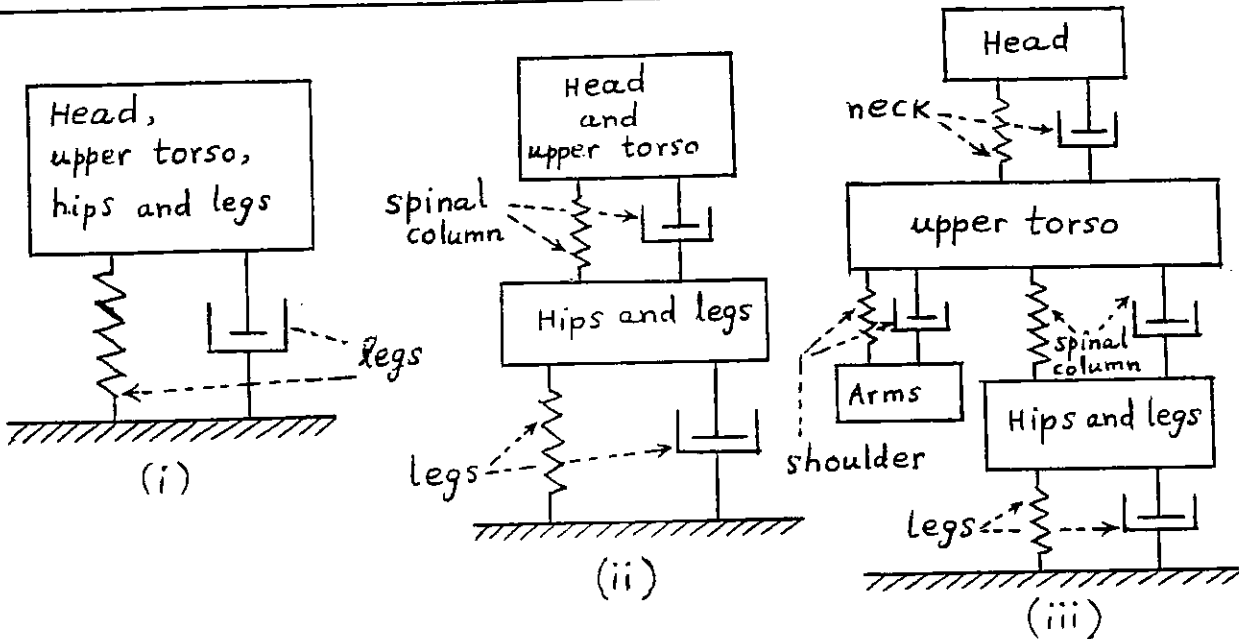 Head,
upper torso,
hips and legs
legs
(i)
Head
and
upper torso
spinal
column
Hips and legs
legs
(ii)
Head
neck
upper torso
spinal
column
Arms
shoulder
Hips and legs
legs
(iii)